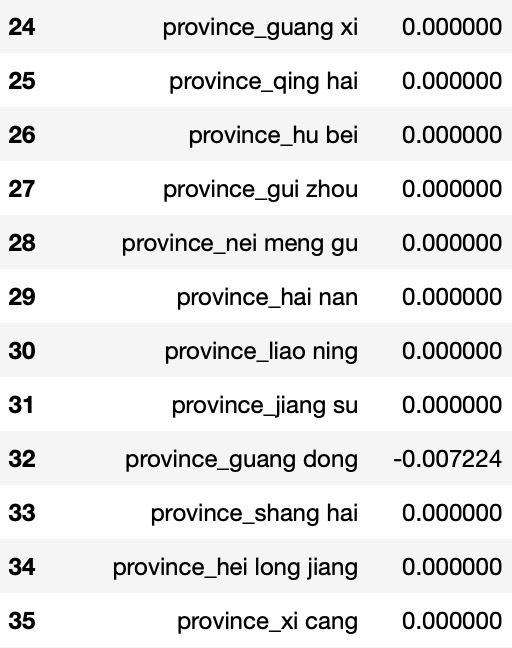 24 province_guang xi 0.000000
25 province_qing hai 0.000000
26 province_hu bei 0.000000
27 province_gui zhou 0.000000
28 province_nei meng gu 0.000000
29 province_hai nan 0.000000
30 province_liao ning 0.000000
31 province_jiang su 0.000000
32 province_guang dong -0.007224
33 province_shang hai 0.000000
34 province_hei long jiang 0.000000
35 province_xi cang 0.000000